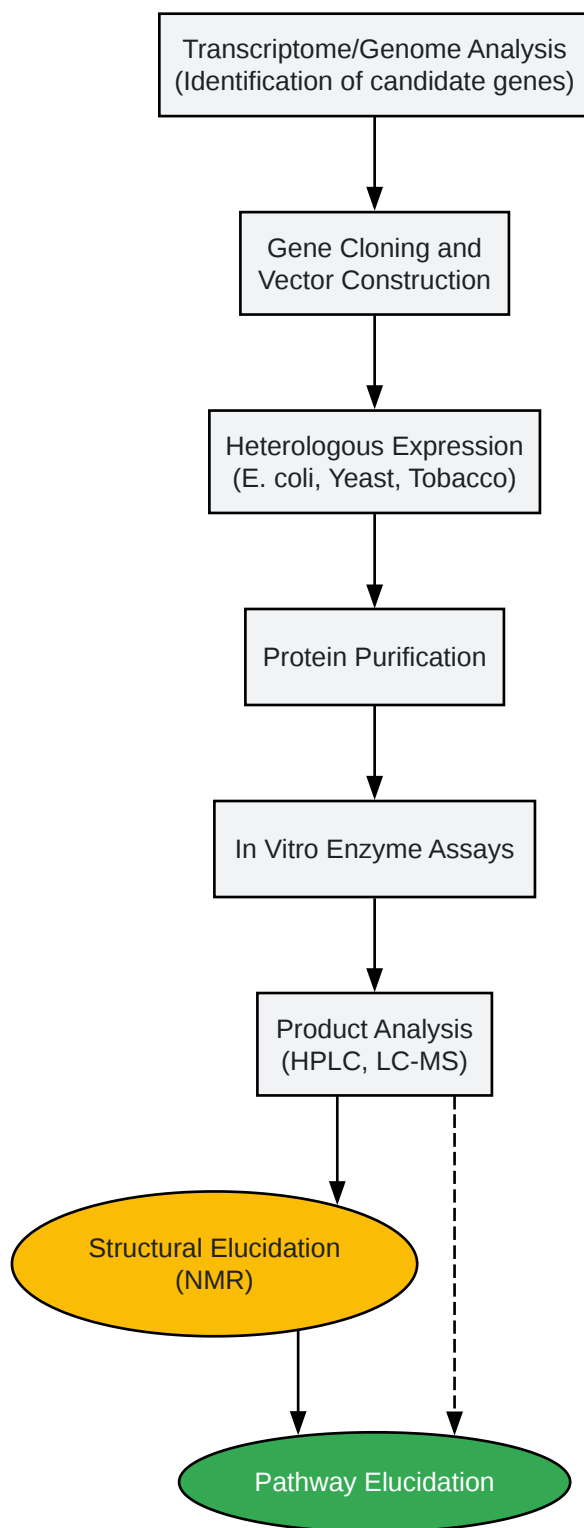 Transcriptome/Genome Analysis
(Identification of candidate genes)
Gene Cloning and
Vector Construction
Heterologous Expression
(E. coli, Yeast, Tobacco)
Protein Purification
In Vitro Enzyme Assays
Product Analysis
(HPLC, LC-MS)
Structural Elucidation
(NMR)
Pathway Elucidation